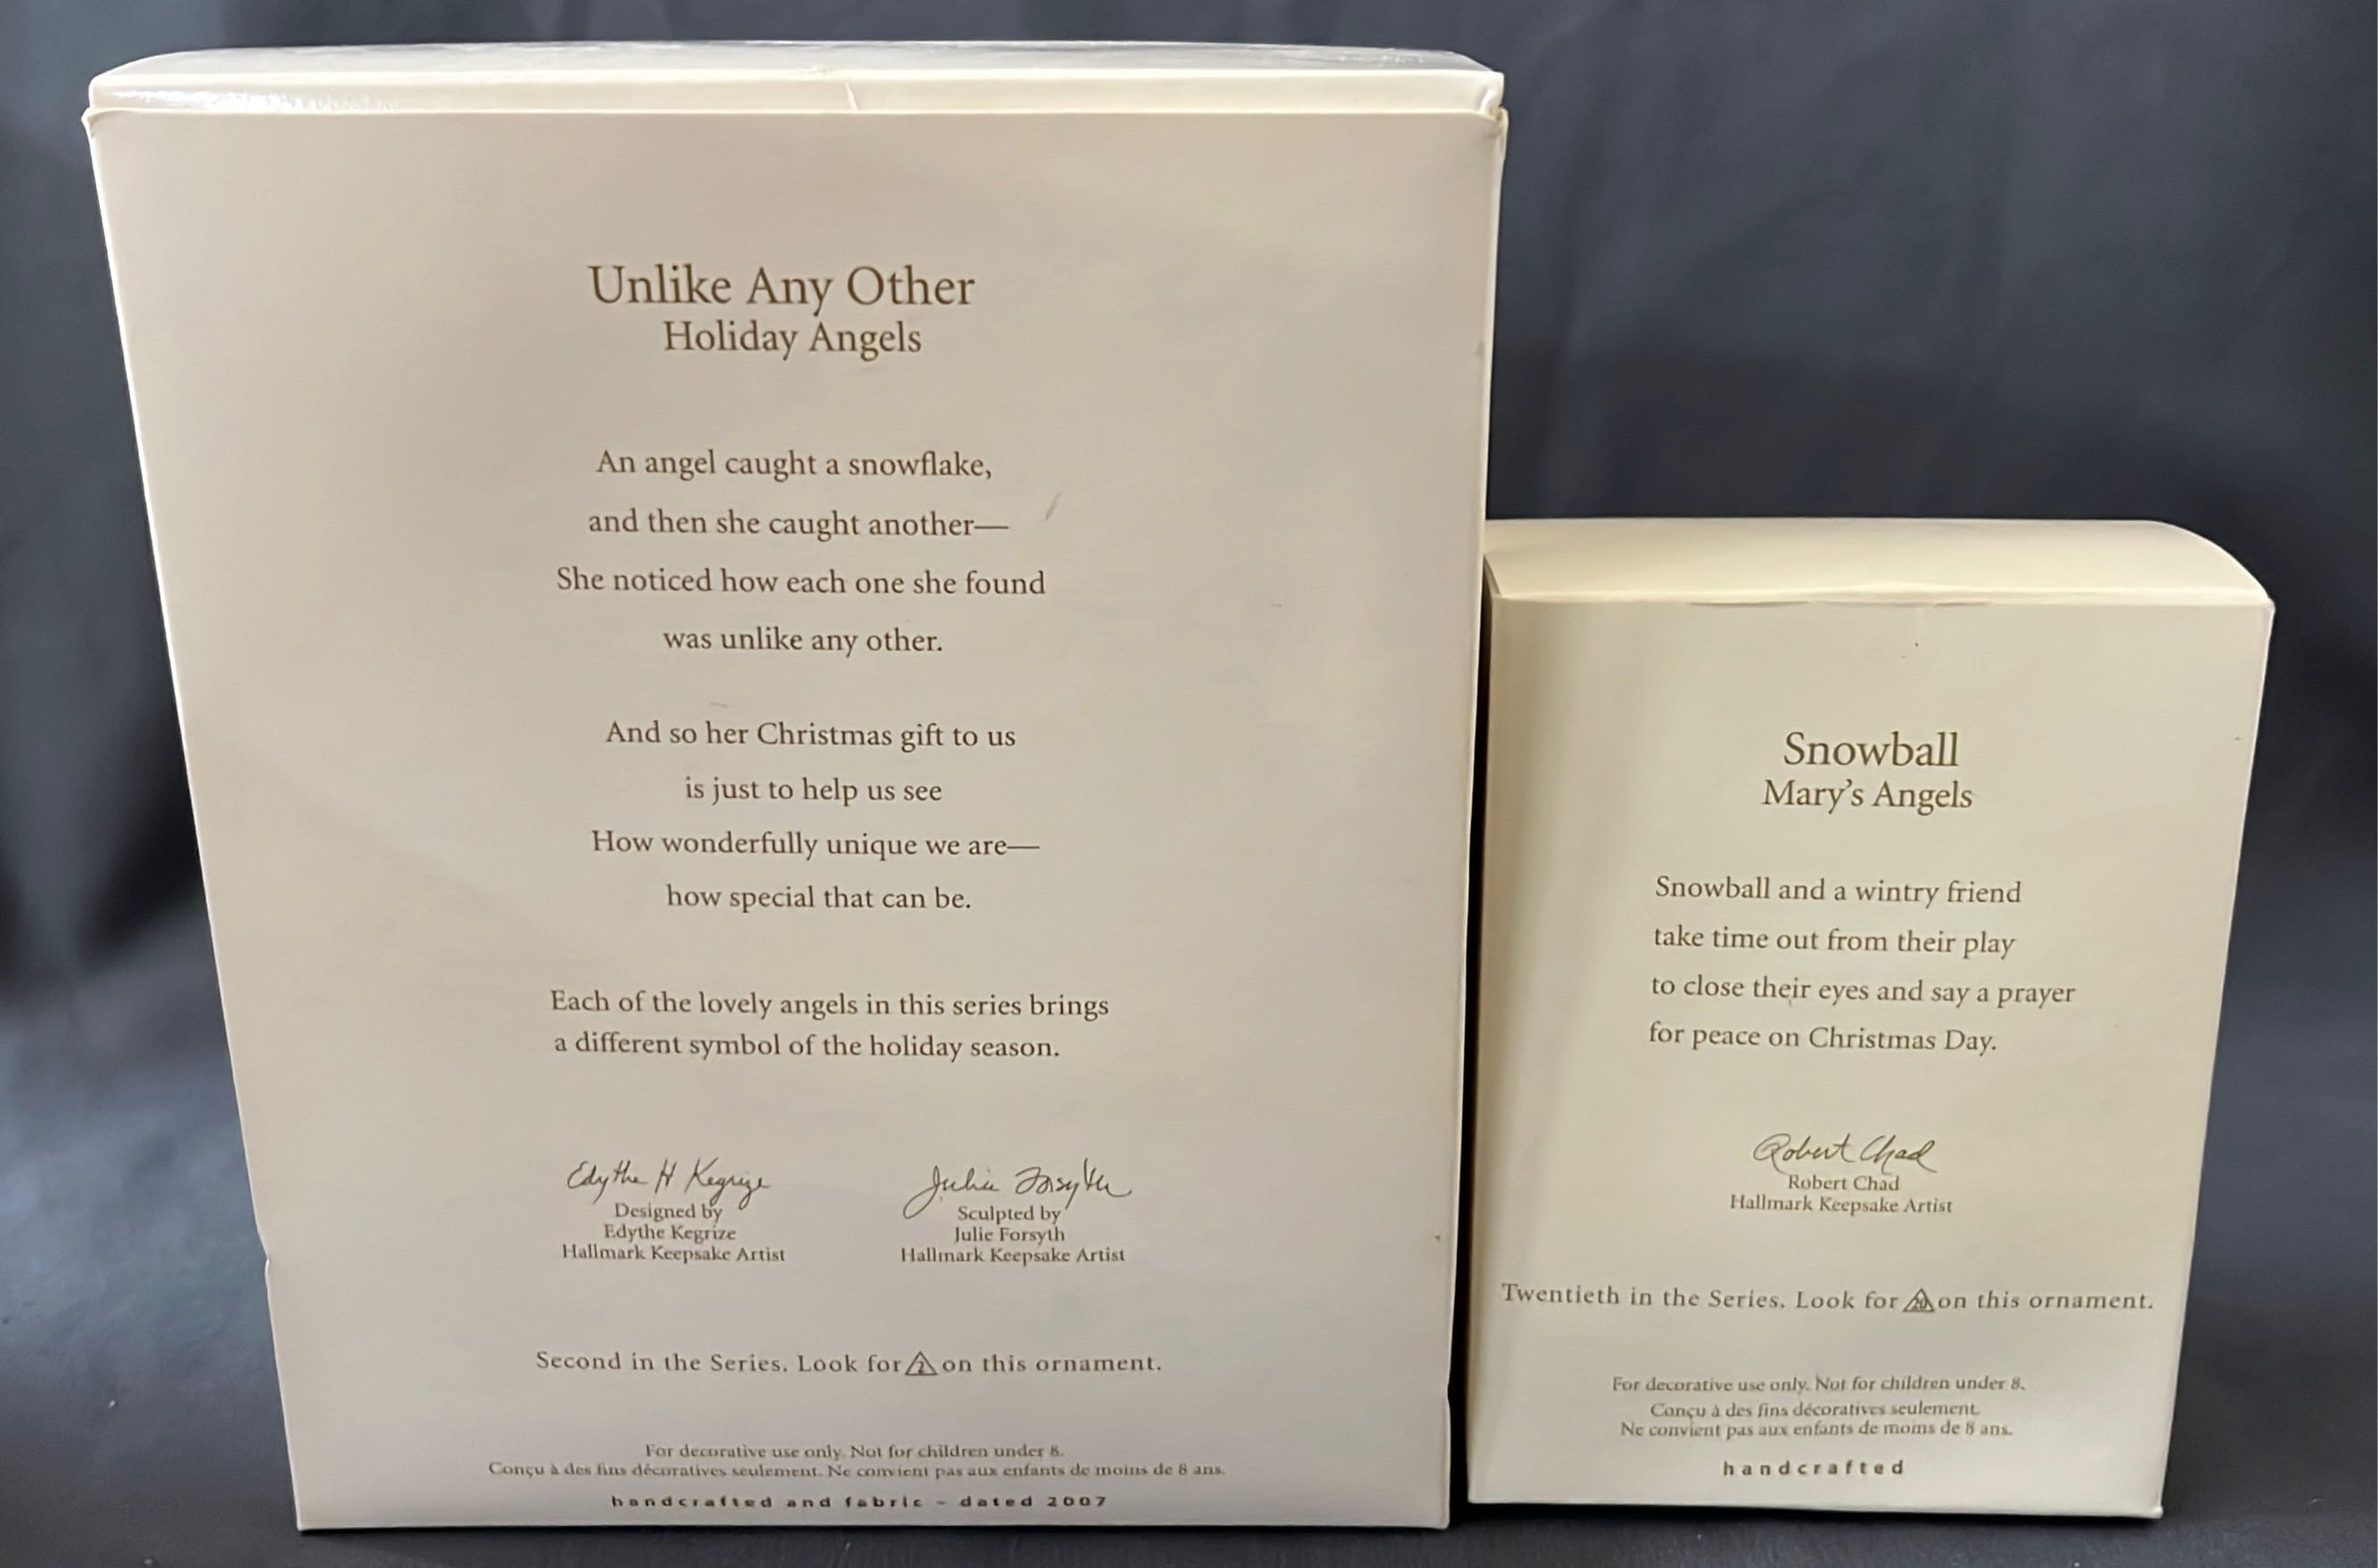 Unlike Any Other
Holiday Angels
An angel caught a snowflake,
and then she caught another—
She noticed how each one she found
was unlike any other.
And so her Christmas gift to us
is just to help us see
How wonderfully unique we are—
how special that can be.
Each of the lovely angels in this series brings
a different symbol of the holiday season.
Edythe H Kegrize
Designed by
Edythe Kegrize
Hallmark Keepsake Artist
Julie Forsyth
Sculpted by
Julie Forsyth
Hallmark Keepsake Artist
Second in the Series. Look for 2 on this ornament.
For decorative use only. Not for children under 8.
Conçu à des fins décoratives seulement. Ne convient pas aux enfants de moins de 8 ans.
handcrafted and fabric – dated 2007
Snowball
Mary's Angels
Snowball and a wintry friend
take time out from their play
to close their eyes and say a prayer
for peace on Christmas Day.
Robert Chad
Robert Chad
Hallmark Keepsake Artist
Twentieth in the Series. Look for 20 on this ornament.
For decorative use only. Not for children under 8.
Conçu à des fins décoratives seulement.
Ne convient pas aux enfants de moins de 8 ans.
handcrafted